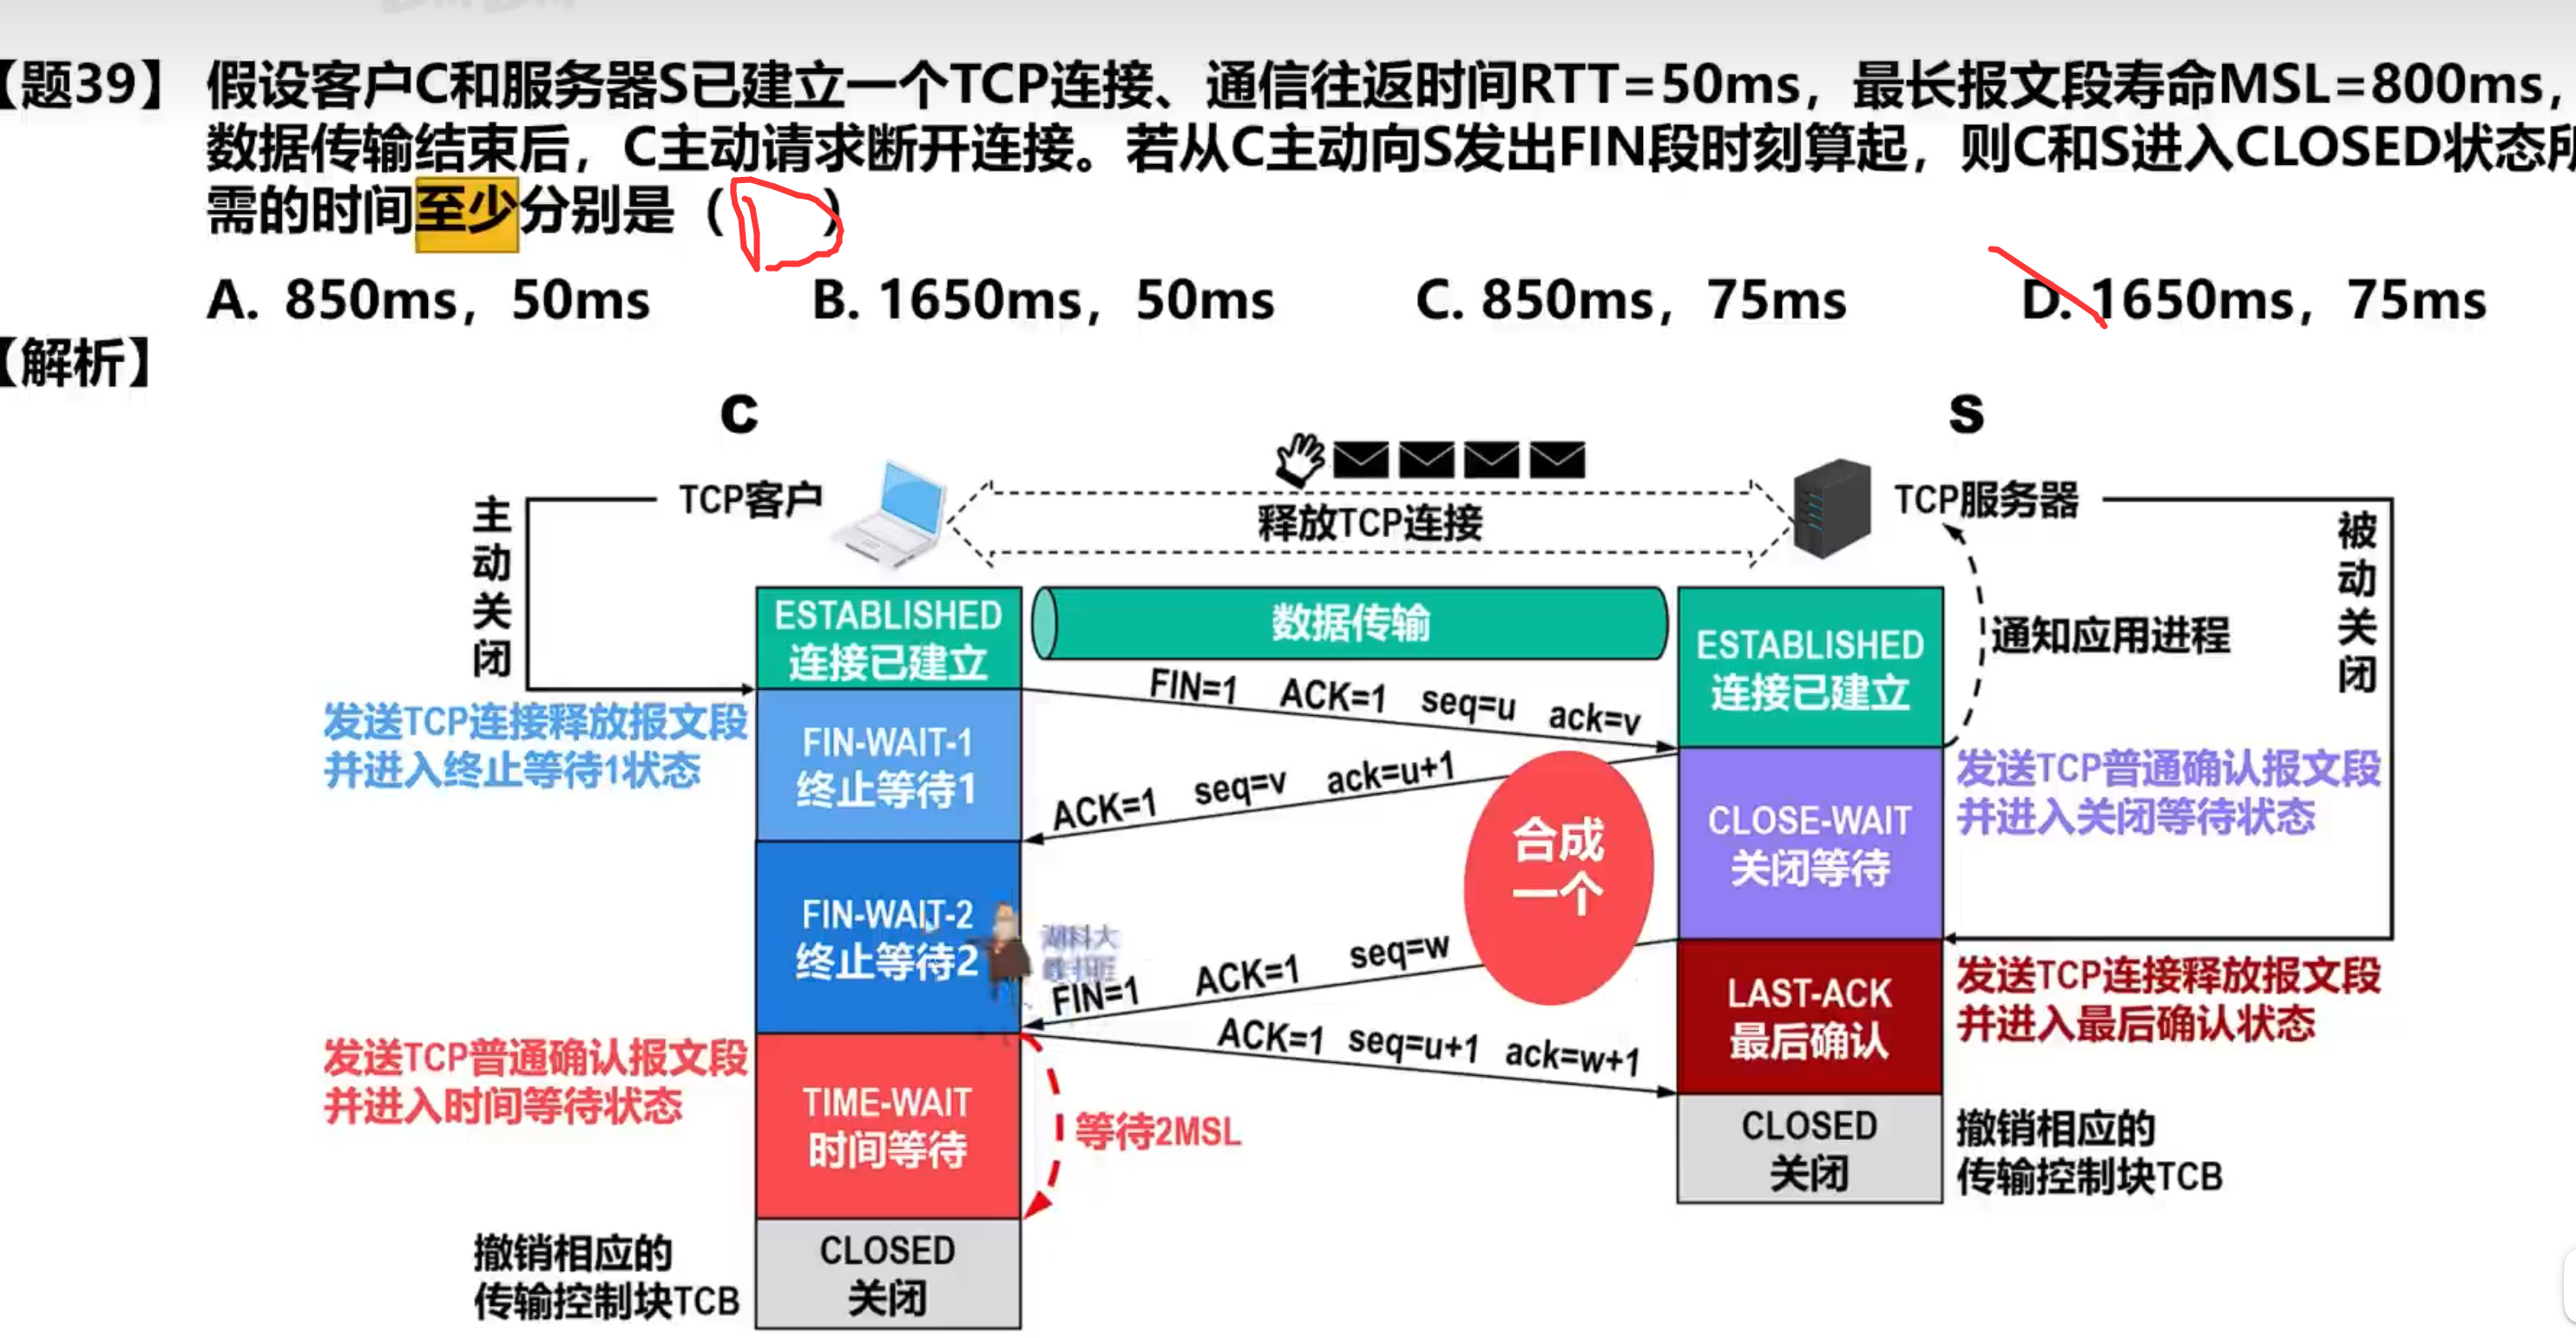 【题39】 假设客户C和服务器S已建立一个TCP连接、通信往返时间RTT=50ms，最长报文段寿命MSL=800ms，
数据传输结束后，C主动请求断开连接。若从C主动向S发出FIN段时刻算起，则C和S进入CLOSED状态所
需的时间至少分别是（D）
A. 850ms，50ms B. 1650ms，50ms C. 850ms，75ms D. 1650ms，75ms
【解析】
C S
TCP客户
释放TCP连接
TCP服务器
主动关闭
被动关闭
ESTABLISHED
连接已建立
数据传输
ESTABLISHED
连接已建立
通知应用进程
FIN=1 ACK=1 seq=u ack=v
发送TCP连接释放报文段
并进入终止等待1状态
FIN-WAIT-1
终止等待1
ACK=1 seq=v ack=u+1
合成
一个
CLOSE-WAIT
关闭等待
发送TCP普通确认报文段
并进入关闭等待状态
FIN-WAIT-2
终止等待2
湖科大
FIN=1 ACK=1 seq=w
LAST-ACK
最后确认
发送TCP连接释放报文段
并进入最后确认状态
发送TCP普通确认报文段
并进入时间等待状态
ACK=1 seq=u+1 ack=w+1
TIME-WAIT
时间等待
等待2MSL
CLOSED
关闭
撤销相应的
传输控制块TCB
撤销相应的
传输控制块TCB
CLOSED
关闭